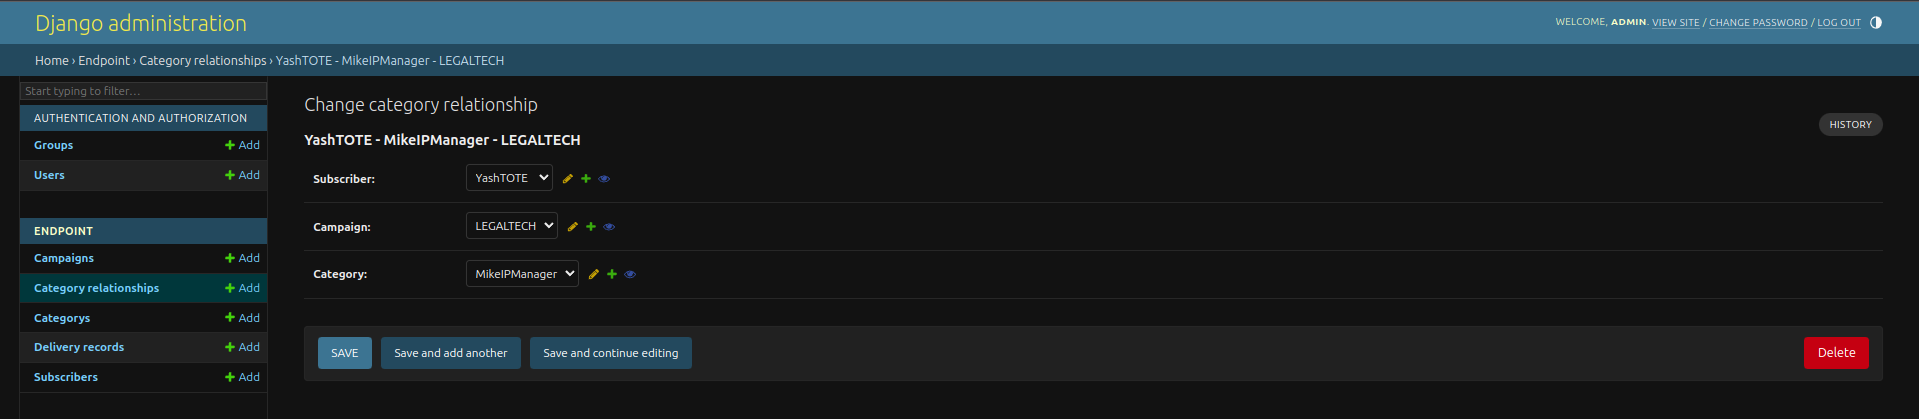 Django administration
WELCOME, ADMIN. VIEW SITE / CHANGE PASSWORD / LOG OUT
Home › Endpoint › Category relationships › YashTOTE - MikeIPManager - LEGALTECH
Start typing to filter...
AUTHENTICATION AND AUTHORIZATION
Groups Add
Users Add
ENDPOINT
Campaigns Add
Category relationships Add
Categorys Add
Delivery records Add
Subscribers Add
Change category relationship
HISTORY
YashTOTE - MikeIPManager - LEGALTECH
Subscriber: YashTOTE
Campaign: LEGALTECH
Category: MikeIPManager
SAVE Save and add another Save and continue editing Delete